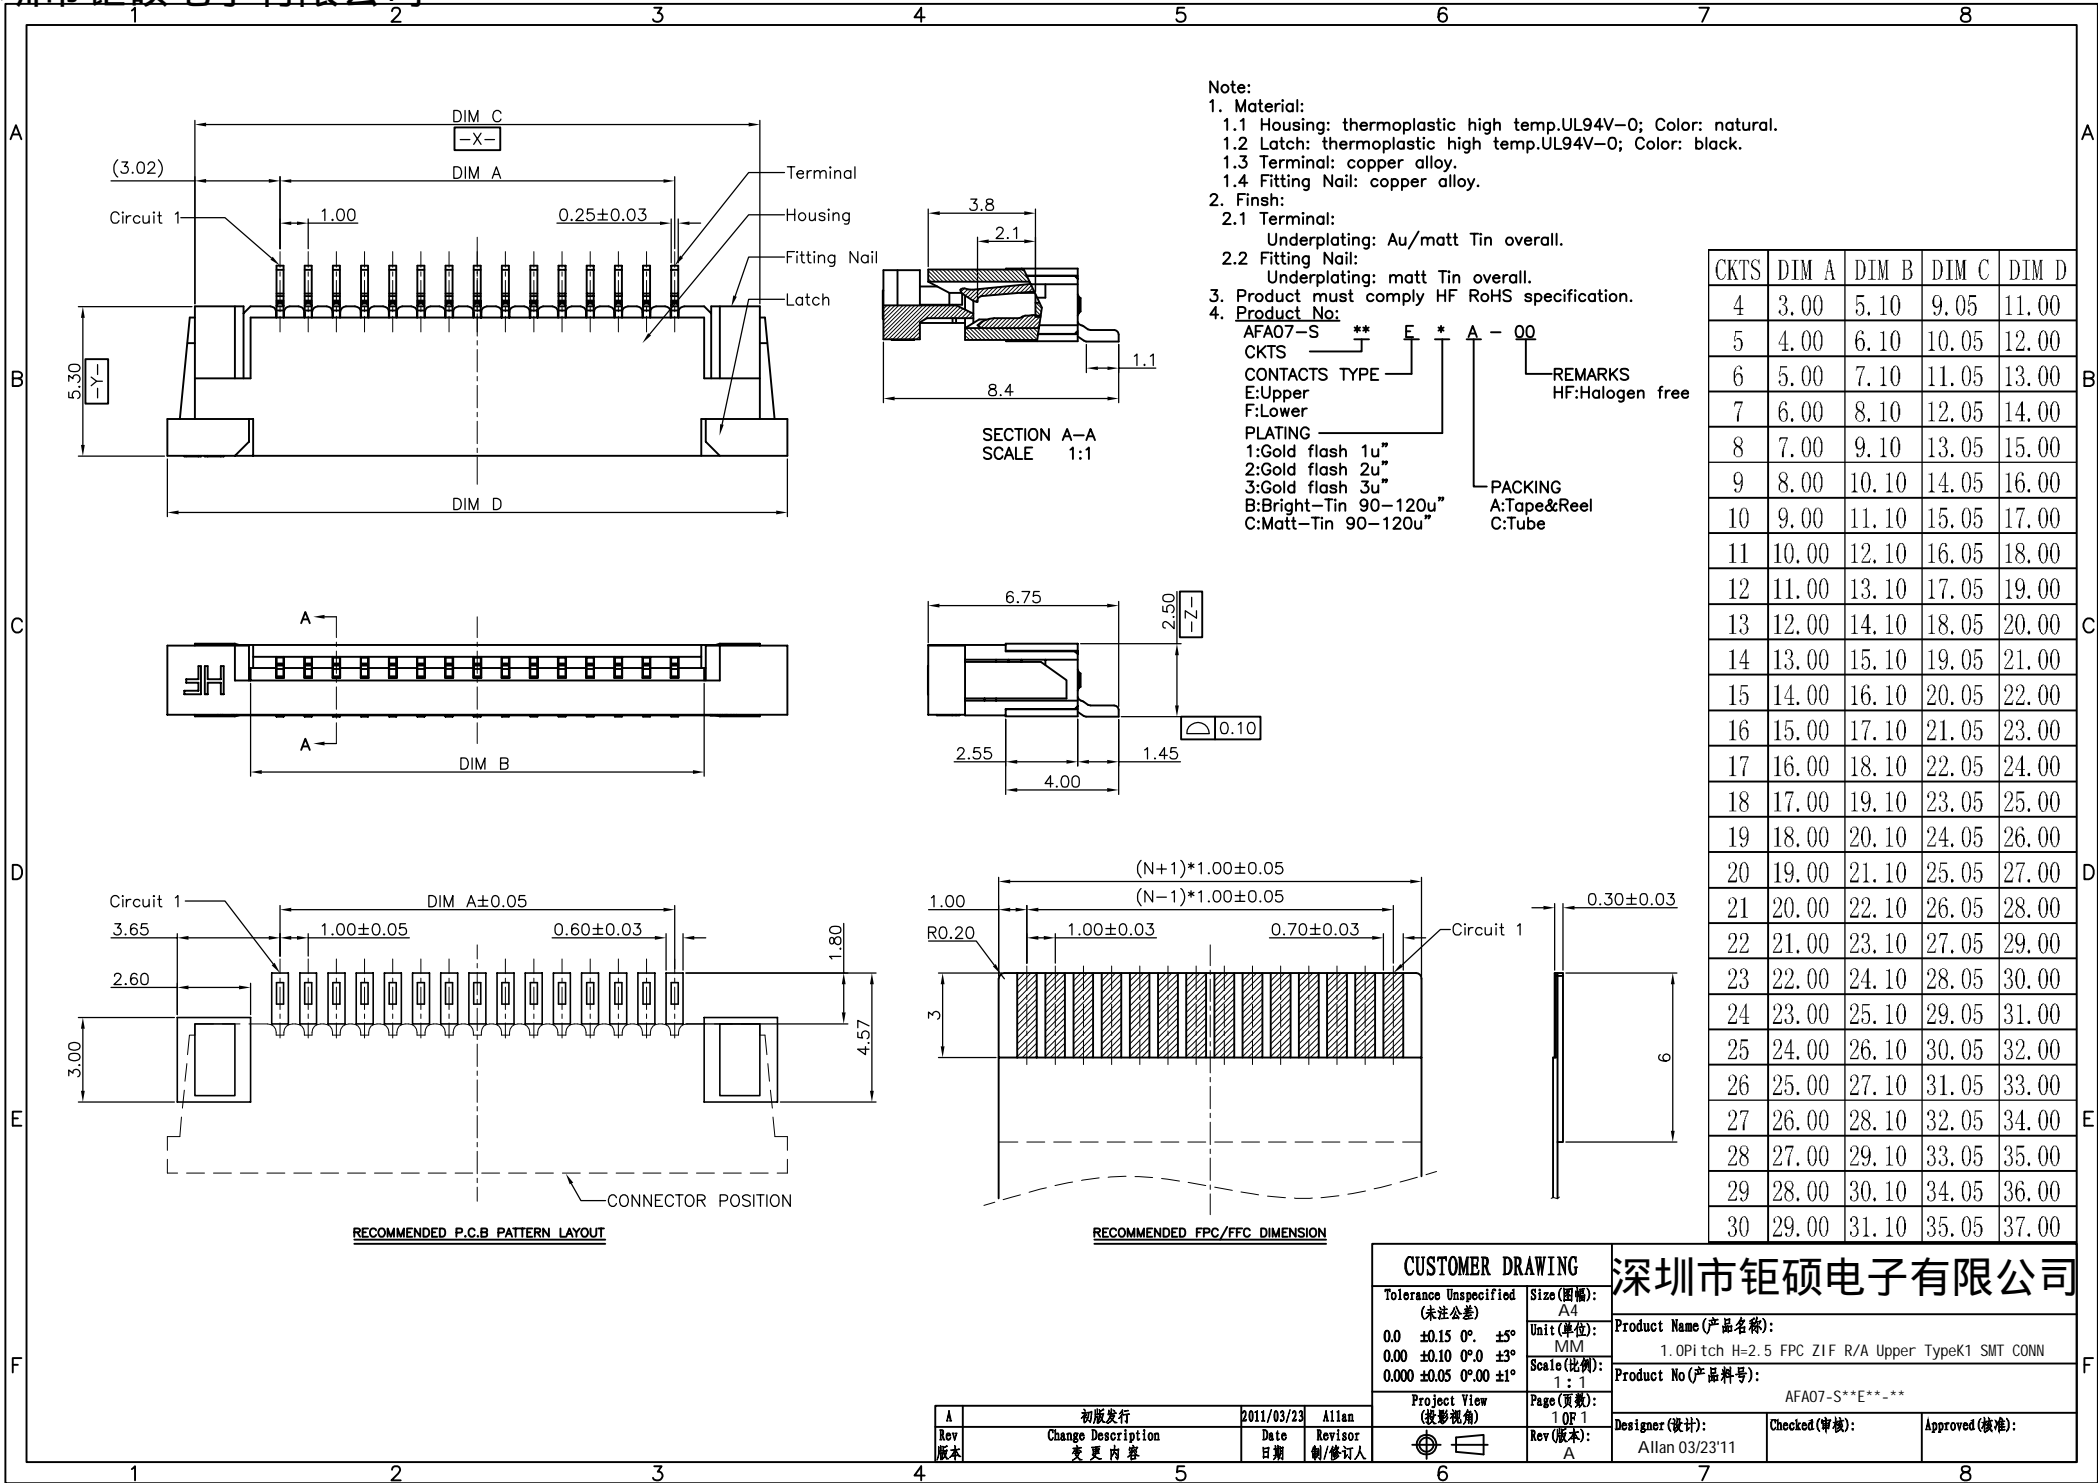 深圳市钜硕电子有限公司
1 2 3 4 5 6 7 8
A
B
C
D
E
F
A
B
C
D
E
F
DIM C
-X-
(3.02)
DIM A
Terminal
Circuit 1
1.00
0.25±0.03
Housing
Fitting Nail
Latch
5.30
-Y-
DIM D
3.8
2.1
1.1
8.4
SECTION A-A
SCALE 1:1
Note:
1. Material:
1.1 Housing: thermoplastic high temp.UL94V-0; Color: natural.
1.2 Latch: thermoplastic high temp.UL94V-0; Color: black.
1.3 Terminal: copper alloy.
1.4 Fitting Nail: copper alloy.
2. Finsh:
2.1 Terminal:
Underplating: Au/matt Tin overall.
2.2 Fitting Nail:
Underplating: matt Tin overall.
3. Product must comply HF RoHS specification.
4. Product No:
AFA07-S ** E * A - 00
CKTS
CONTACTS TYPE
E:Upper
F:Lower
REMARKS
HF:Halogen free
PLATING
1:Gold flash 1u"
2:Gold flash 2u"
3:Gold flash 3u"
B:Bright-Tin 90-120u"
C:Matt-Tin 90-120u"
PACKING
A:Tape&Reel
C:Tube
CKTS DIM A DIM B DIM C DIM D
4 3.00 5.10 9.05 11.00
5 4.00 6.10 10.05 12.00
6 5.00 7.10 11.05 13.00
7 6.00 8.10 12.05 14.00
8 7.00 9.10 13.05 15.00
9 8.00 10.10 14.05 16.00
10 9.00 11.10 15.05 17.00
11 10.00 12.10 16.05 18.00
12 11.00 13.10 17.05 19.00
13 12.00 14.10 18.05 20.00
14 13.00 15.10 19.05 21.00
15 14.00 16.10 20.05 22.00
16 15.00 17.10 21.05 23.00
17 16.00 18.10 22.05 24.00
18 17.00 19.10 23.05 25.00
19 18.00 20.10 24.05 26.00
20 19.00 21.10 25.05 27.00
21 20.00 22.10 26.05 28.00
22 21.00 23.10 27.05 29.00
23 22.00 24.10 28.05 30.00
24 23.00 25.10 29.05 31.00
25 24.00 26.10 30.05 32.00
26 25.00 27.10 31.05 33.00
27 26.00 28.10 32.05 34.00
28 27.00 29.10 33.05 35.00
29 28.00 30.10 34.05 36.00
30 29.00 31.10 35.05 37.00
A
A
HF
DIM B
6.75
2.50
-Z-
0.10
2.55
1.45
4.00
Circuit 1
DIM A±0.05
3.65
1.00±0.05
0.60±0.03
1.80
2.60
3.00
4.57
CONNECTOR POSITION
RECOMMENDED P.C.B PATTERN LAYOUT
(N+1)*1.00±0.05
(N-1)*1.00±0.05
1.00
R0.20
1.00±0.03
0.70±0.03
Circuit 1
3
0.30±0.03
6
RECOMMENDED FPC/FFC DIMENSION
CUSTOMER DRAWING
Tolerance Unspecified
(未注公差)
0.0 ±0.15 0°. ±5°
0.00 ±0.10 0°.0 ±3°
0.000 ±0.05 0°.00 ±1°
Project View
(投影视角)
Size(图幅):
A4
Unit(单位):
MM
Scale(比例):
1:1
Page(页数):
1 OF 1
Rev(版本):
A
深圳市钜硕电子有限公司
Product Name(产品名称):
1.0Pitch H=2.5 FPC ZIF R/A Upper TypeK1 SMT CONN
Product No(产品料号):
AFA07-S**E**-**
Designer(设计):
Allan 03/23'11
Checked(审核):
Approved(核准):
A 初版发行 2011/03/23 Allan
Rev Change Description Date Revisor
版本 变更内容 日期 制/修订人
1 2 3 4 5 6 7 8